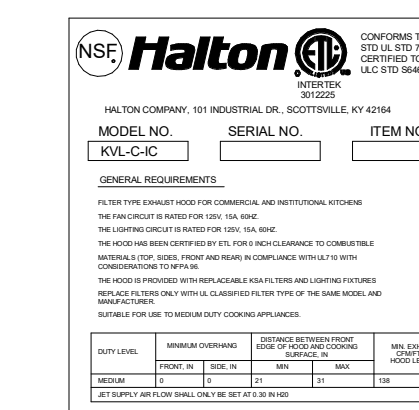 NSF.
Halton
ETL
LISTED
INTERTEK
3012225
CONFORMS T
STD UL STD 7
CERTIFIED TO
ULC STD S646
HALTON COMPANY, 101 INDUSTRIAL DR., SCOTTSVILLE, KY 42164
MODEL NO. SERIAL NO. ITEM NO
KVL-C-IC
GENERAL REQUIREMENTS
FILTER TYPE EXHAUST HOOD FOR COMMERCIAL AND INSTITUTIONAL KITCHENS
THE FAN CIRCUIT IS RATED FOR 125V, 15A, 60HZ.
THE LIGHTING CIRCUIT IS RATED FOR 125V, 15A, 60HZ.
THE HOOD HAS BEEN CERTIFIED BY ETL FOR 0 INCH CLEARANCE TO COMBUSTIBLE
MATERIALS (TOP, SIDES, FRONT AND REAR) IN COMPLIANCE WITH UL710 WITH
CONSIDERATIONS TO NFPA 96.
THE HOOD IS PROVIDED WITH REPLACEABLE KSA FILTERS AND LIGHTING FIXTURES
REPLACE FILTERS ONLY WITH UL CLASSIFIED FILTER TYPE OF THE SAME MODEL AND
MANUFACTURER.
SUITABLE FOR USE TO MEDIUM DUTY COOKING APPLIANCES.
DUTY LEVEL
MINIMUM OVERHANG
DISTANCE BETWEEN FRONT
EDGE OF HOOD AND COOKING
SURFACE, IN
MIN. EXH
CFM/FT
HOOD LE
FRONT, IN SIDE, IN MIN MAX
MEDIUM 0 0 21 31 138
JET SUPPLY AIR FLOW SHALL ONLY BE SET AT 0.30 IN H20